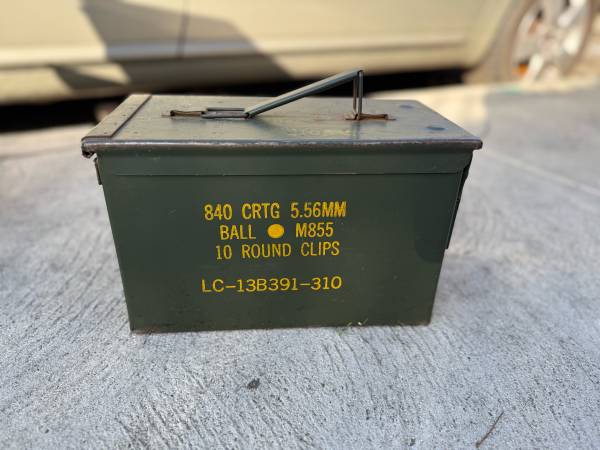 840 CRTG 5.56MM
BALL M855
10 ROUND CLIPS
LC-13B391-310